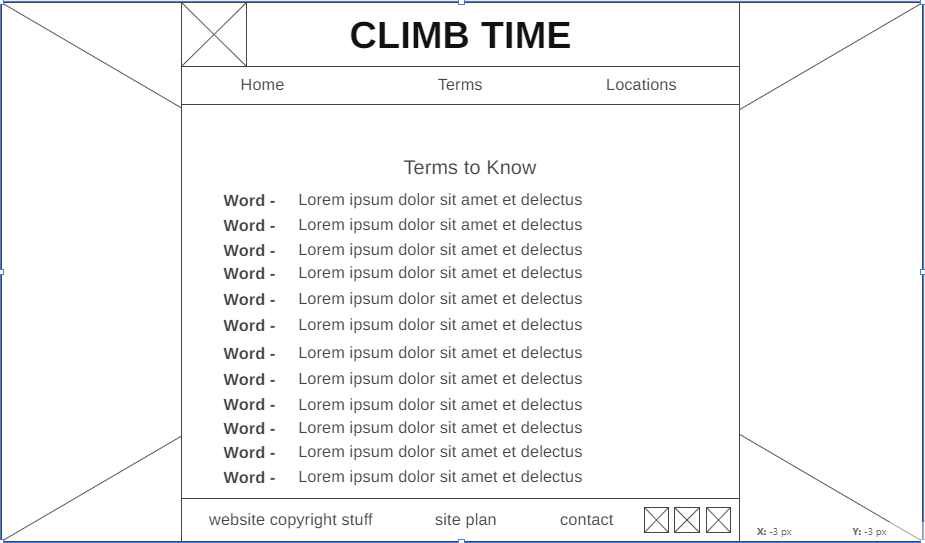 CLIMB TIME
Home Terms Locations
Terms to Know
Word - Lorem ipsum dolor sit amet et delectus
Word - Lorem ipsum dolor sit amet et delectus
Word - Lorem ipsum dolor sit amet et delectus
Word - Lorem ipsum dolor sit amet et delectus
Word - Lorem ipsum dolor sit amet et delectus
Word - Lorem ipsum dolor sit amet et delectus
Word - Lorem ipsum dolor sit amet et delectus
Word - Lorem ipsum dolor sit amet et delectus
Word - Lorem ipsum dolor sit amet et delectus
Word - Lorem ipsum dolor sit amet et delectus
Word - Lorem ipsum dolor sit amet et delectus
Word - Lorem ipsum dolor sit amet et delectus
website copyright stuff site plan contact
X: -3 px Y: -3 px